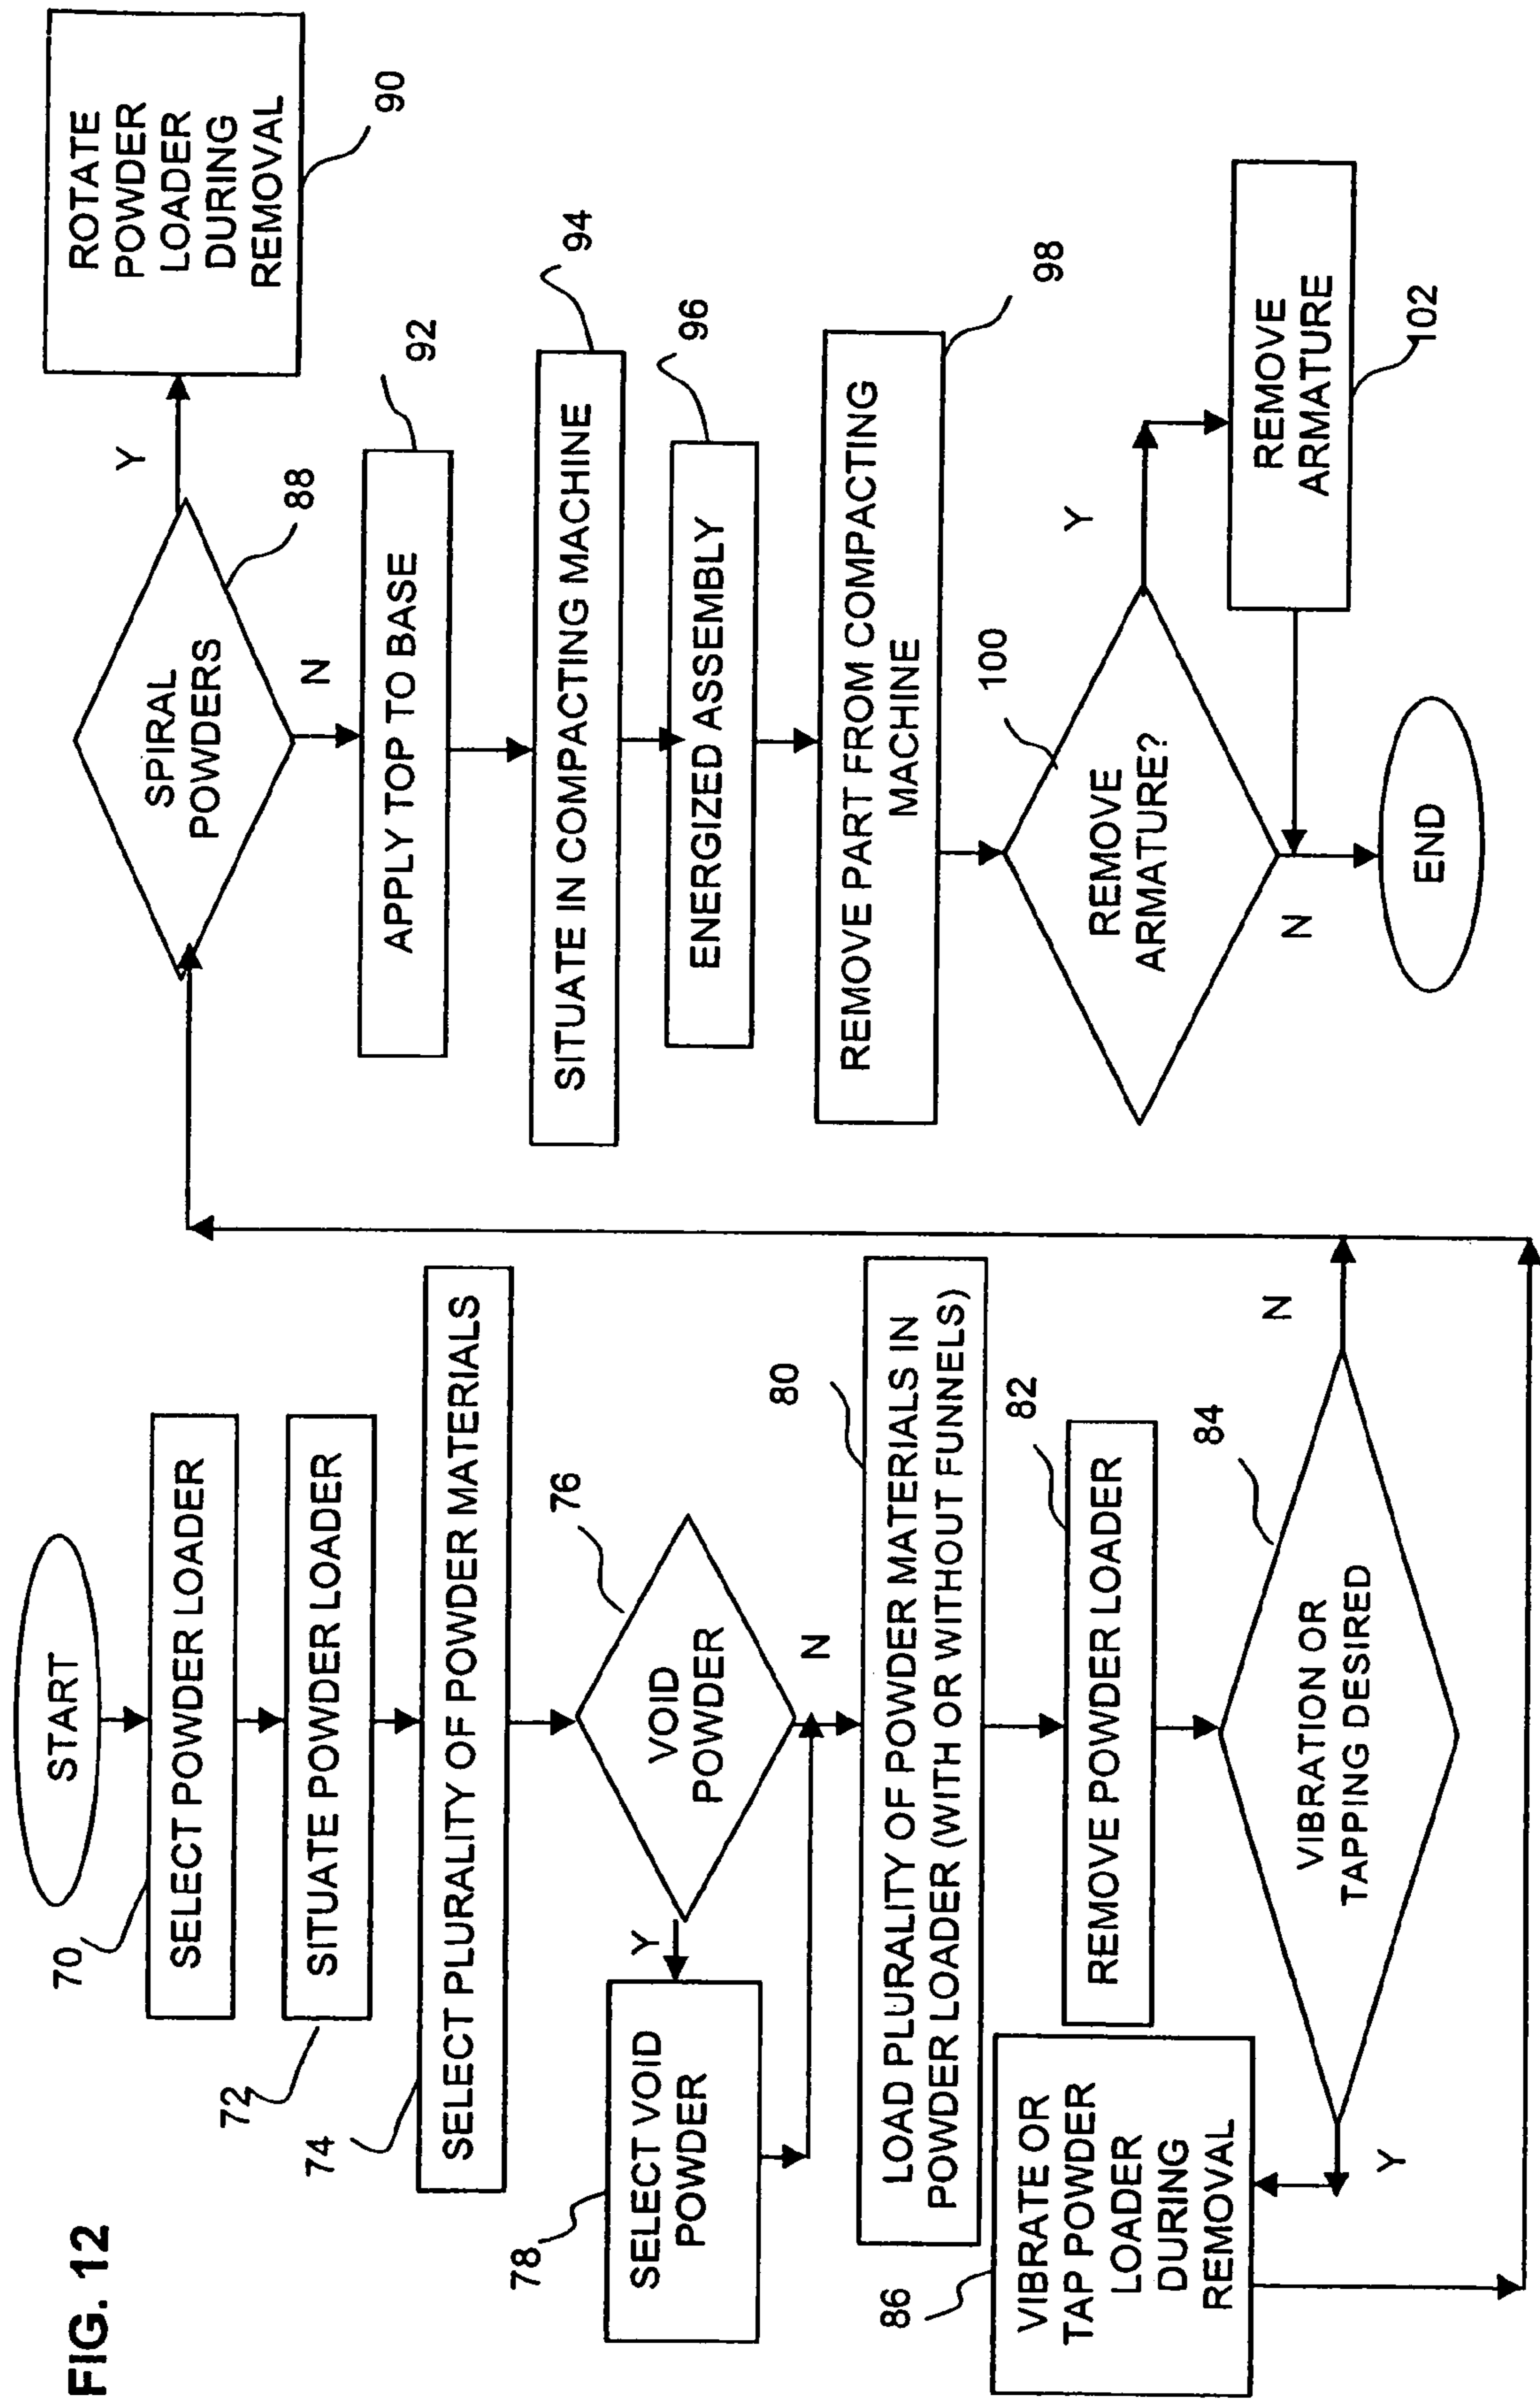 FIG. 12
START
70
SELECT POWDER LOADER
72
SITUATE POWDER LOADER
74
SELECT PLURALITY OF POWDER MATERIALS
76
VOID
POWDER
Y
N
78
SELECT VOID
POWDER
80
LOAD PLURALITY OF POWDER MATERIALS IN
POWDER LOADER (WITH OR WITHOUT FUNNELS)
82
REMOVE POWDER LOADER
84
VIBRATION OR
TAPPING DESIRED
N
Y
86
VIBRATE OR
TAP POWDER
LOADER
DURING
REMOVAL
88
SPIRAL
POWDERS
Y
N
ROTATE
POWDER
LOADER
DURING
REMOVAL
90
92
APPLY TOP TO BASE
94
SITUATE IN COMPACTING MACHINE
96
ENERGIZED ASSEMBLY
98
REMOVE PART FROM COMPACTING
MACHINE
100
REMOVE
ARMATURE?
Y
N
REMOVE
ARMATURE
102
END